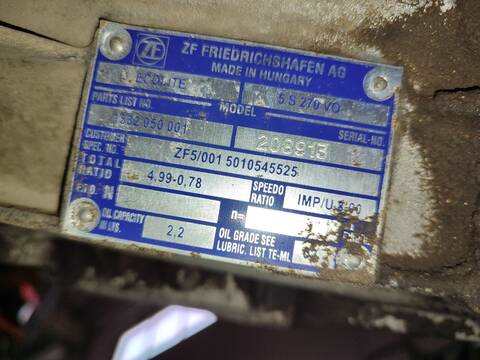 ZF
ZF FRIEDRICHSHAFEN AG
MADE IN HUNGARY
5 S 270 VO
PARTS LIST NO.
MODEL
050 001
SERIAL-NO.
CUSTOMER
SPEC. NO.
ZF5/001 5010545525
TOTAL
RATIO
4.99-0,78
SPEEDO
RATIO
IMP/U
N
n=
OIL CAPACITY
IN LTS.
2.2
OIL GRADE SEE
LUBRIC. LIST TE-ML